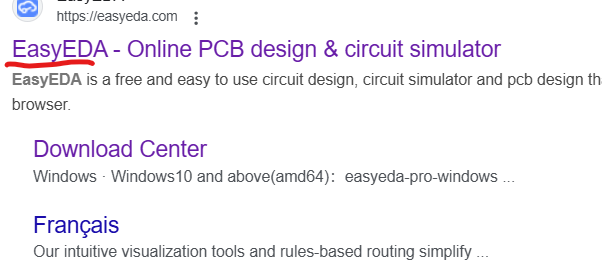 https://easyeda.com
EasyEDA - Online PCB design & circuit simulator
EasyEDA is a free and easy to use circuit design, circuit simulator and pcb design
browser.
Download Center
Windows · Windows10 and above(amd64)： easyeda-pro-windows ...
Français
Our intuitive visualization tools and rules-based routing simplify ...